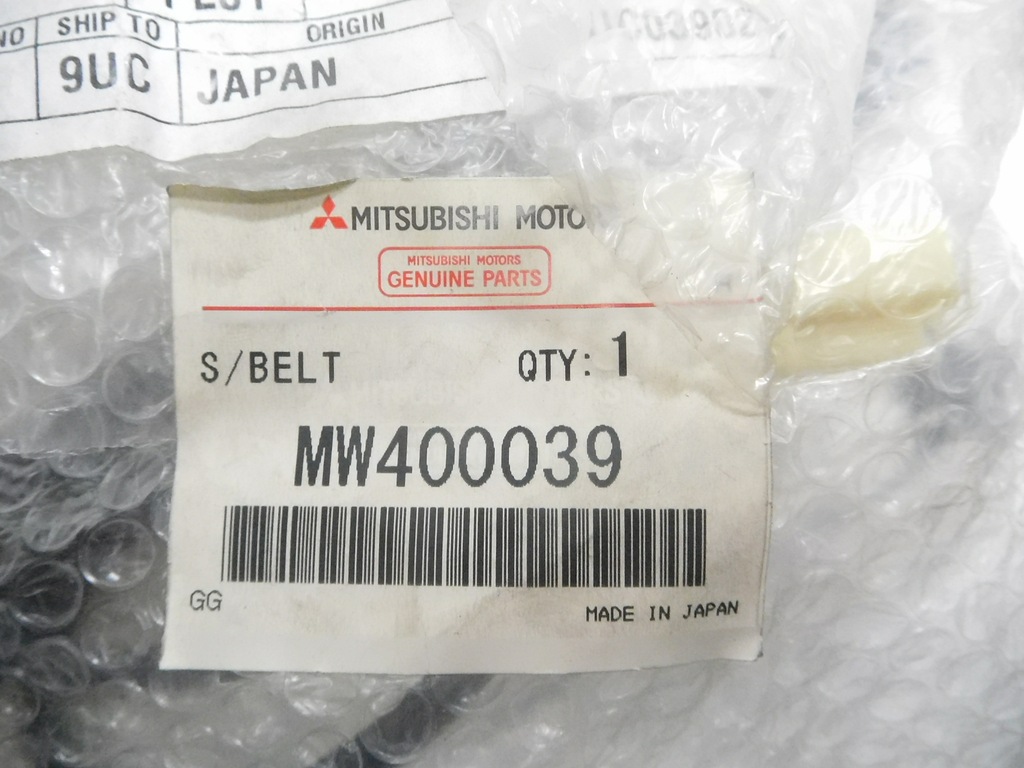 NO SHIP TO ORIGIN
9UC JAPAN
MITSUBISHI MOTO
MITSUBISHI MOTORS
GENUINE PARTS
S/BELT QTY: 1
MW400039
GG
MADE IN JAPAN